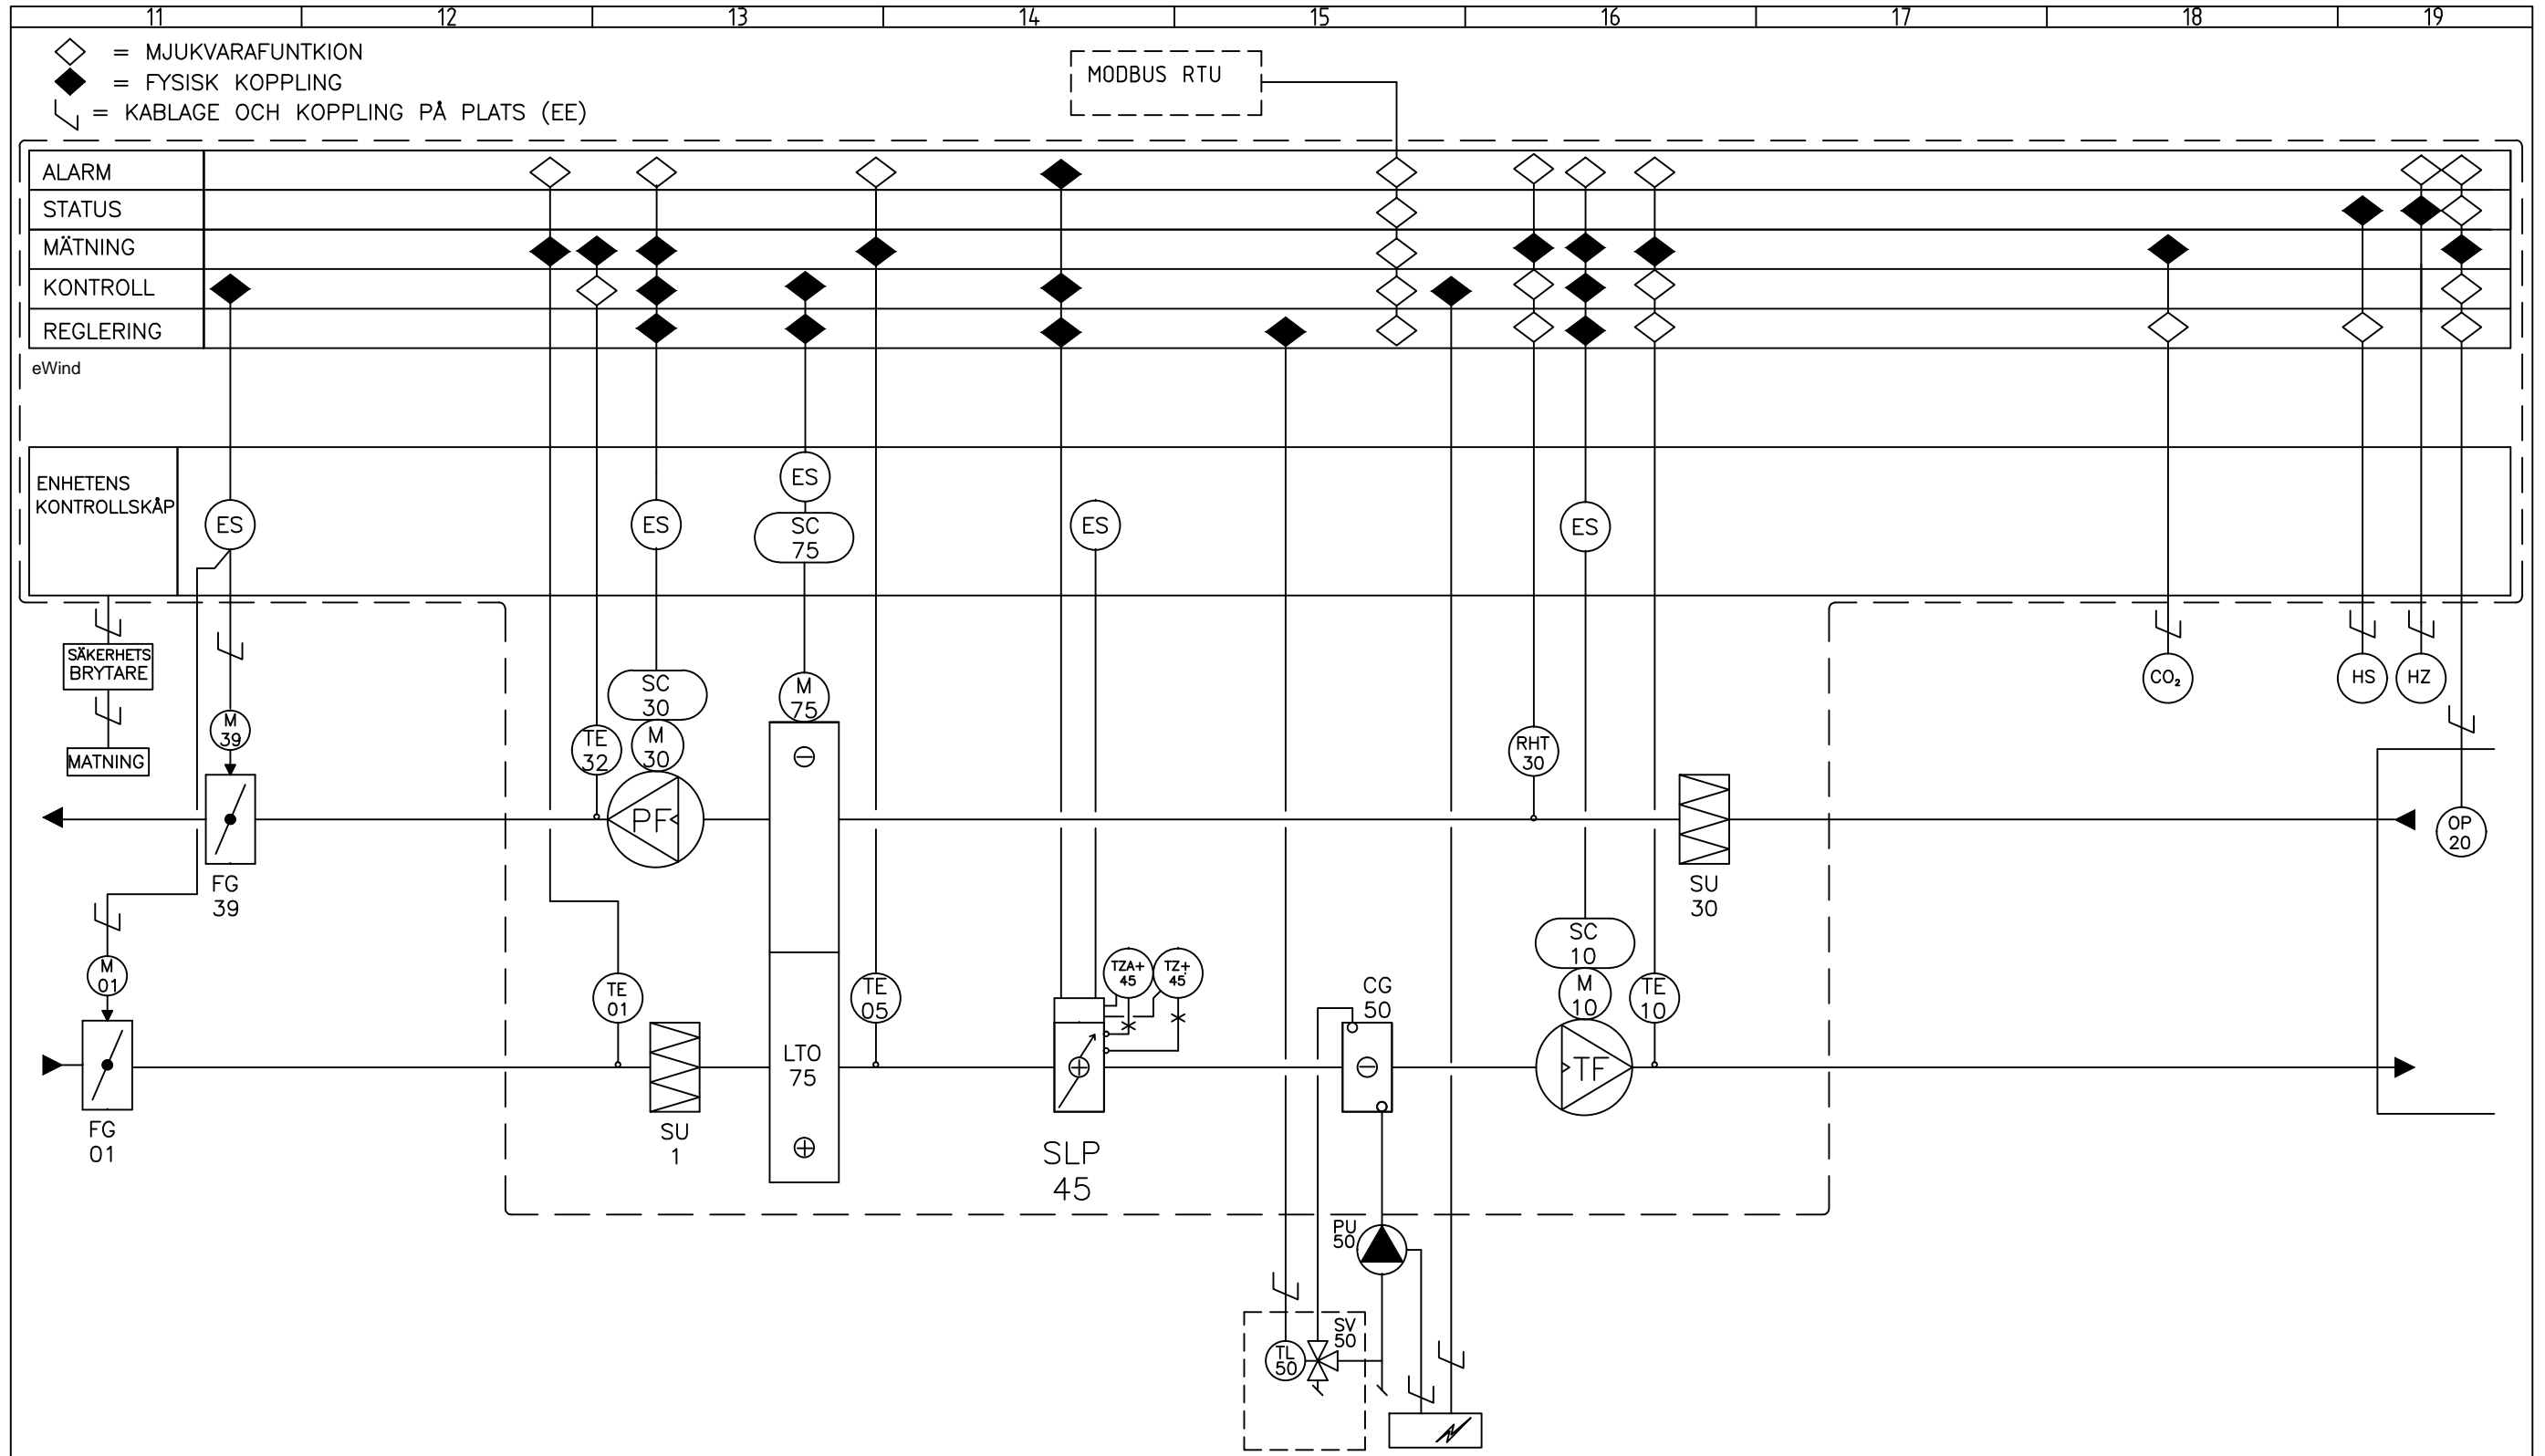 11 12 13 14 15 16 17 18 19
= MJUKVARAFUNTKION
= FYSISK KOPPLING
= KABLAGE OCH KOPPLING PÅ PLATS (EE)
MODBUS RTU
ALARM
STATUS
MÄTNING
KONTROLL
REGLERING
eWind
ENHETENS
KONTROLLSKÅP
ES
ES
ES
SC
75
ES
ES
SÄKERHETS
BRYTARE
MATNING
M
39
TE
32
SC
30
M
30
M
75
RHT
30
CO₂
HS
HZ
PF
OP
20
FG
39
SU
30
M
01
TE
01
TE
05
TZA+
45
TZ+
45
CG
50
SC
10
M
10
TE
10
LTO
75
TF
FG
01
SU
1
SLP
45
PU
50
SV
50
TL
50